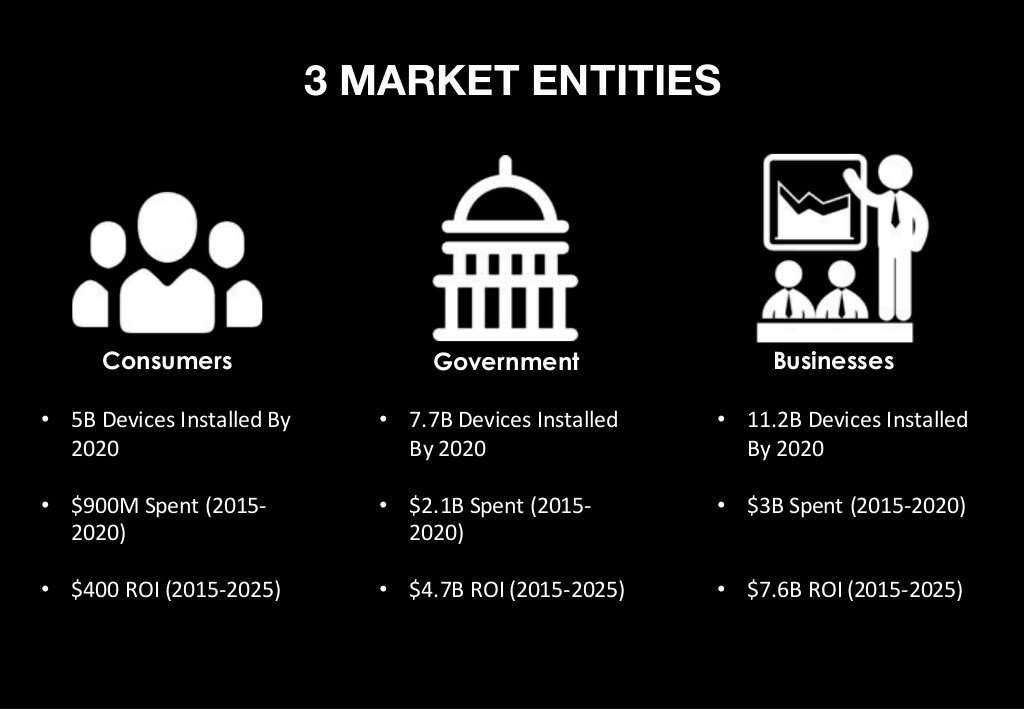 3 MARKET ENTITIES
Consumers
• 5B Devices Installed By
2020
• $900M Spent (2015-
2020)
• $400 ROI (2015-2025)
Government
• 7.7B Devices Installed
By 2020
• $2.1B Spent (2015-
2020)
• $4.7B ROI (2015-2025)
Businesses
• 11.2B Devices Installed
By 2020
• $3B Spent (2015-2020)
• $7.6B ROI (2015-2025)